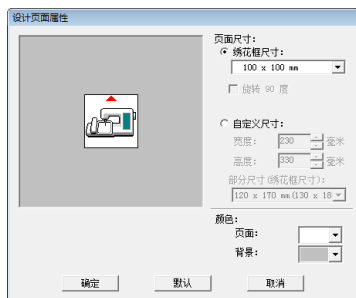 设计页面属性
页面尺寸:
绣花框尺寸:
100 x 100 mm
旋转 90 度
自定义尺寸:
宽度: 230 毫米
高度: 330 毫米
部分尺寸(绣花框尺寸):
120 x 170 mm(130 x 18
颜色:
页面:
背景:
确定 默认 取消